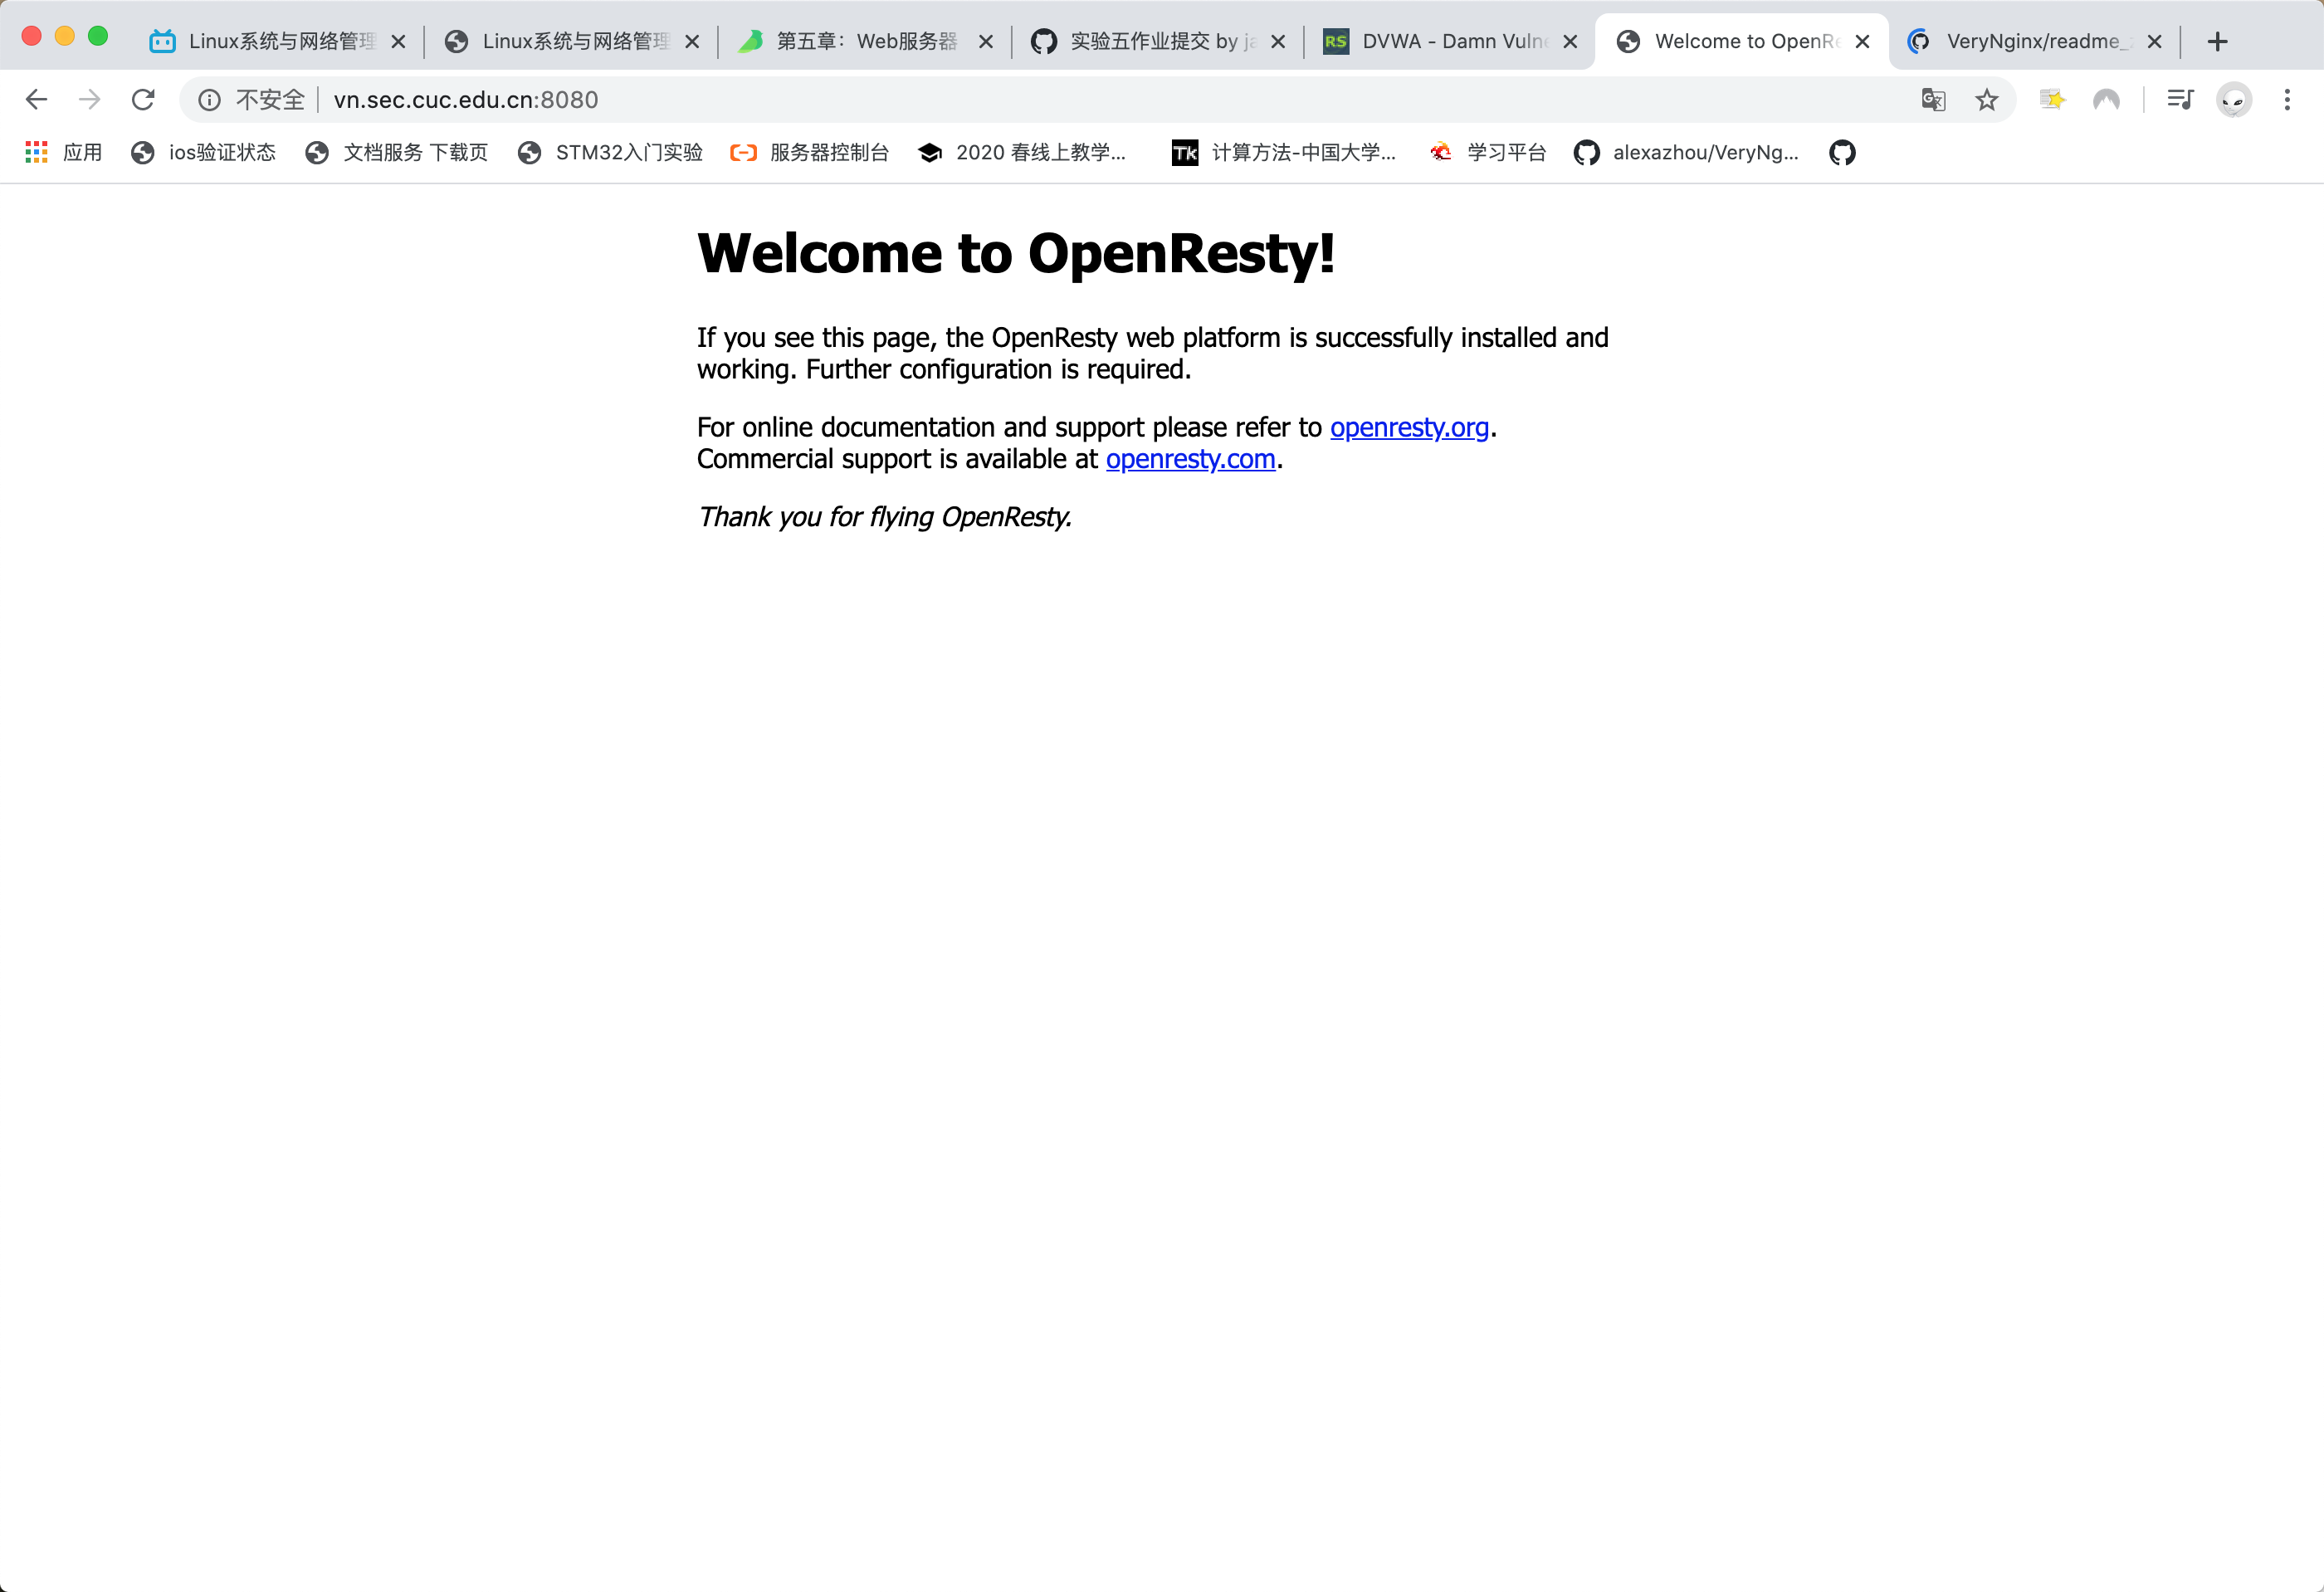 Linux系统与网络管理
Linux系统与网络管理
第五章：Web服务器
实验五作业提交 by ja
DVWA - Damn Vulne
Welcome to OpenRe
VeryNginx/readme_
不安全 vn.sec.cuc.edu.cn:8080
应用 ios验证状态 文档服务 下载页 STM32入门实验 服务器控制台 2020 春线上教学... Tk 计算方法-中国大学... 学习平台 alexazhou/VeryNg...
Welcome to OpenResty!
If you see this page, the OpenResty web platform is successfully installed and
working. Further configuration is required.
For online documentation and support please refer to openresty.org.
Commercial support is available at openresty.com.
Thank you for flying OpenResty.